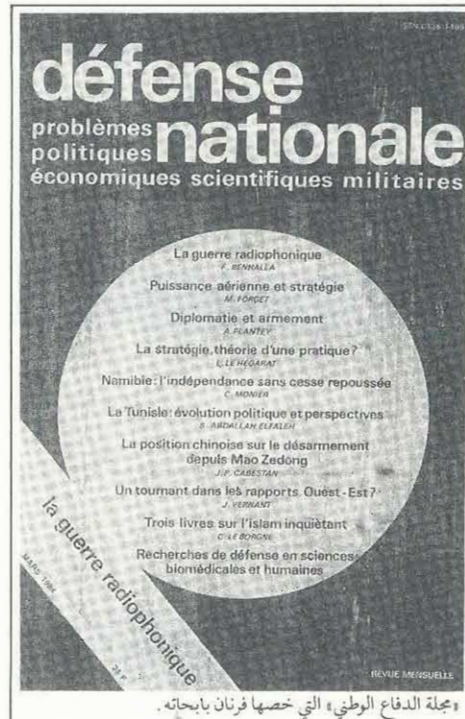 défense
problèmes nationale
politiques
économiques scientifiques militaires
La guerre radiophonique
F. BENHALLA
Puissance aérienne et stratégie
M. FORGET
Diplomatie et armement
A. PLANTEY
La stratégie, théorie d'une pratique?
LE HEGARAT
Namibie: l'indépendance sans cesse repoussée
C. MONIER
La Tunisie: évolution politique et perspectives
S. ABDALLAH ELFALEH
La position chinoise sur le désarmement
depuis Mao Zedong
J.P. CABESTAN
Un tournant dans les rapports Ouest-Est?
J. VERNANT
Trois livres sur l'islam inquiétant
C. LE BORGNE
Recherches de défense en sciences
biomédicales et humaines
la guerre radiophonique
MARS
REVUE MENSUELLE
«مجلة الدفاع الوطني» التي خصها فرنان بابحاثه.